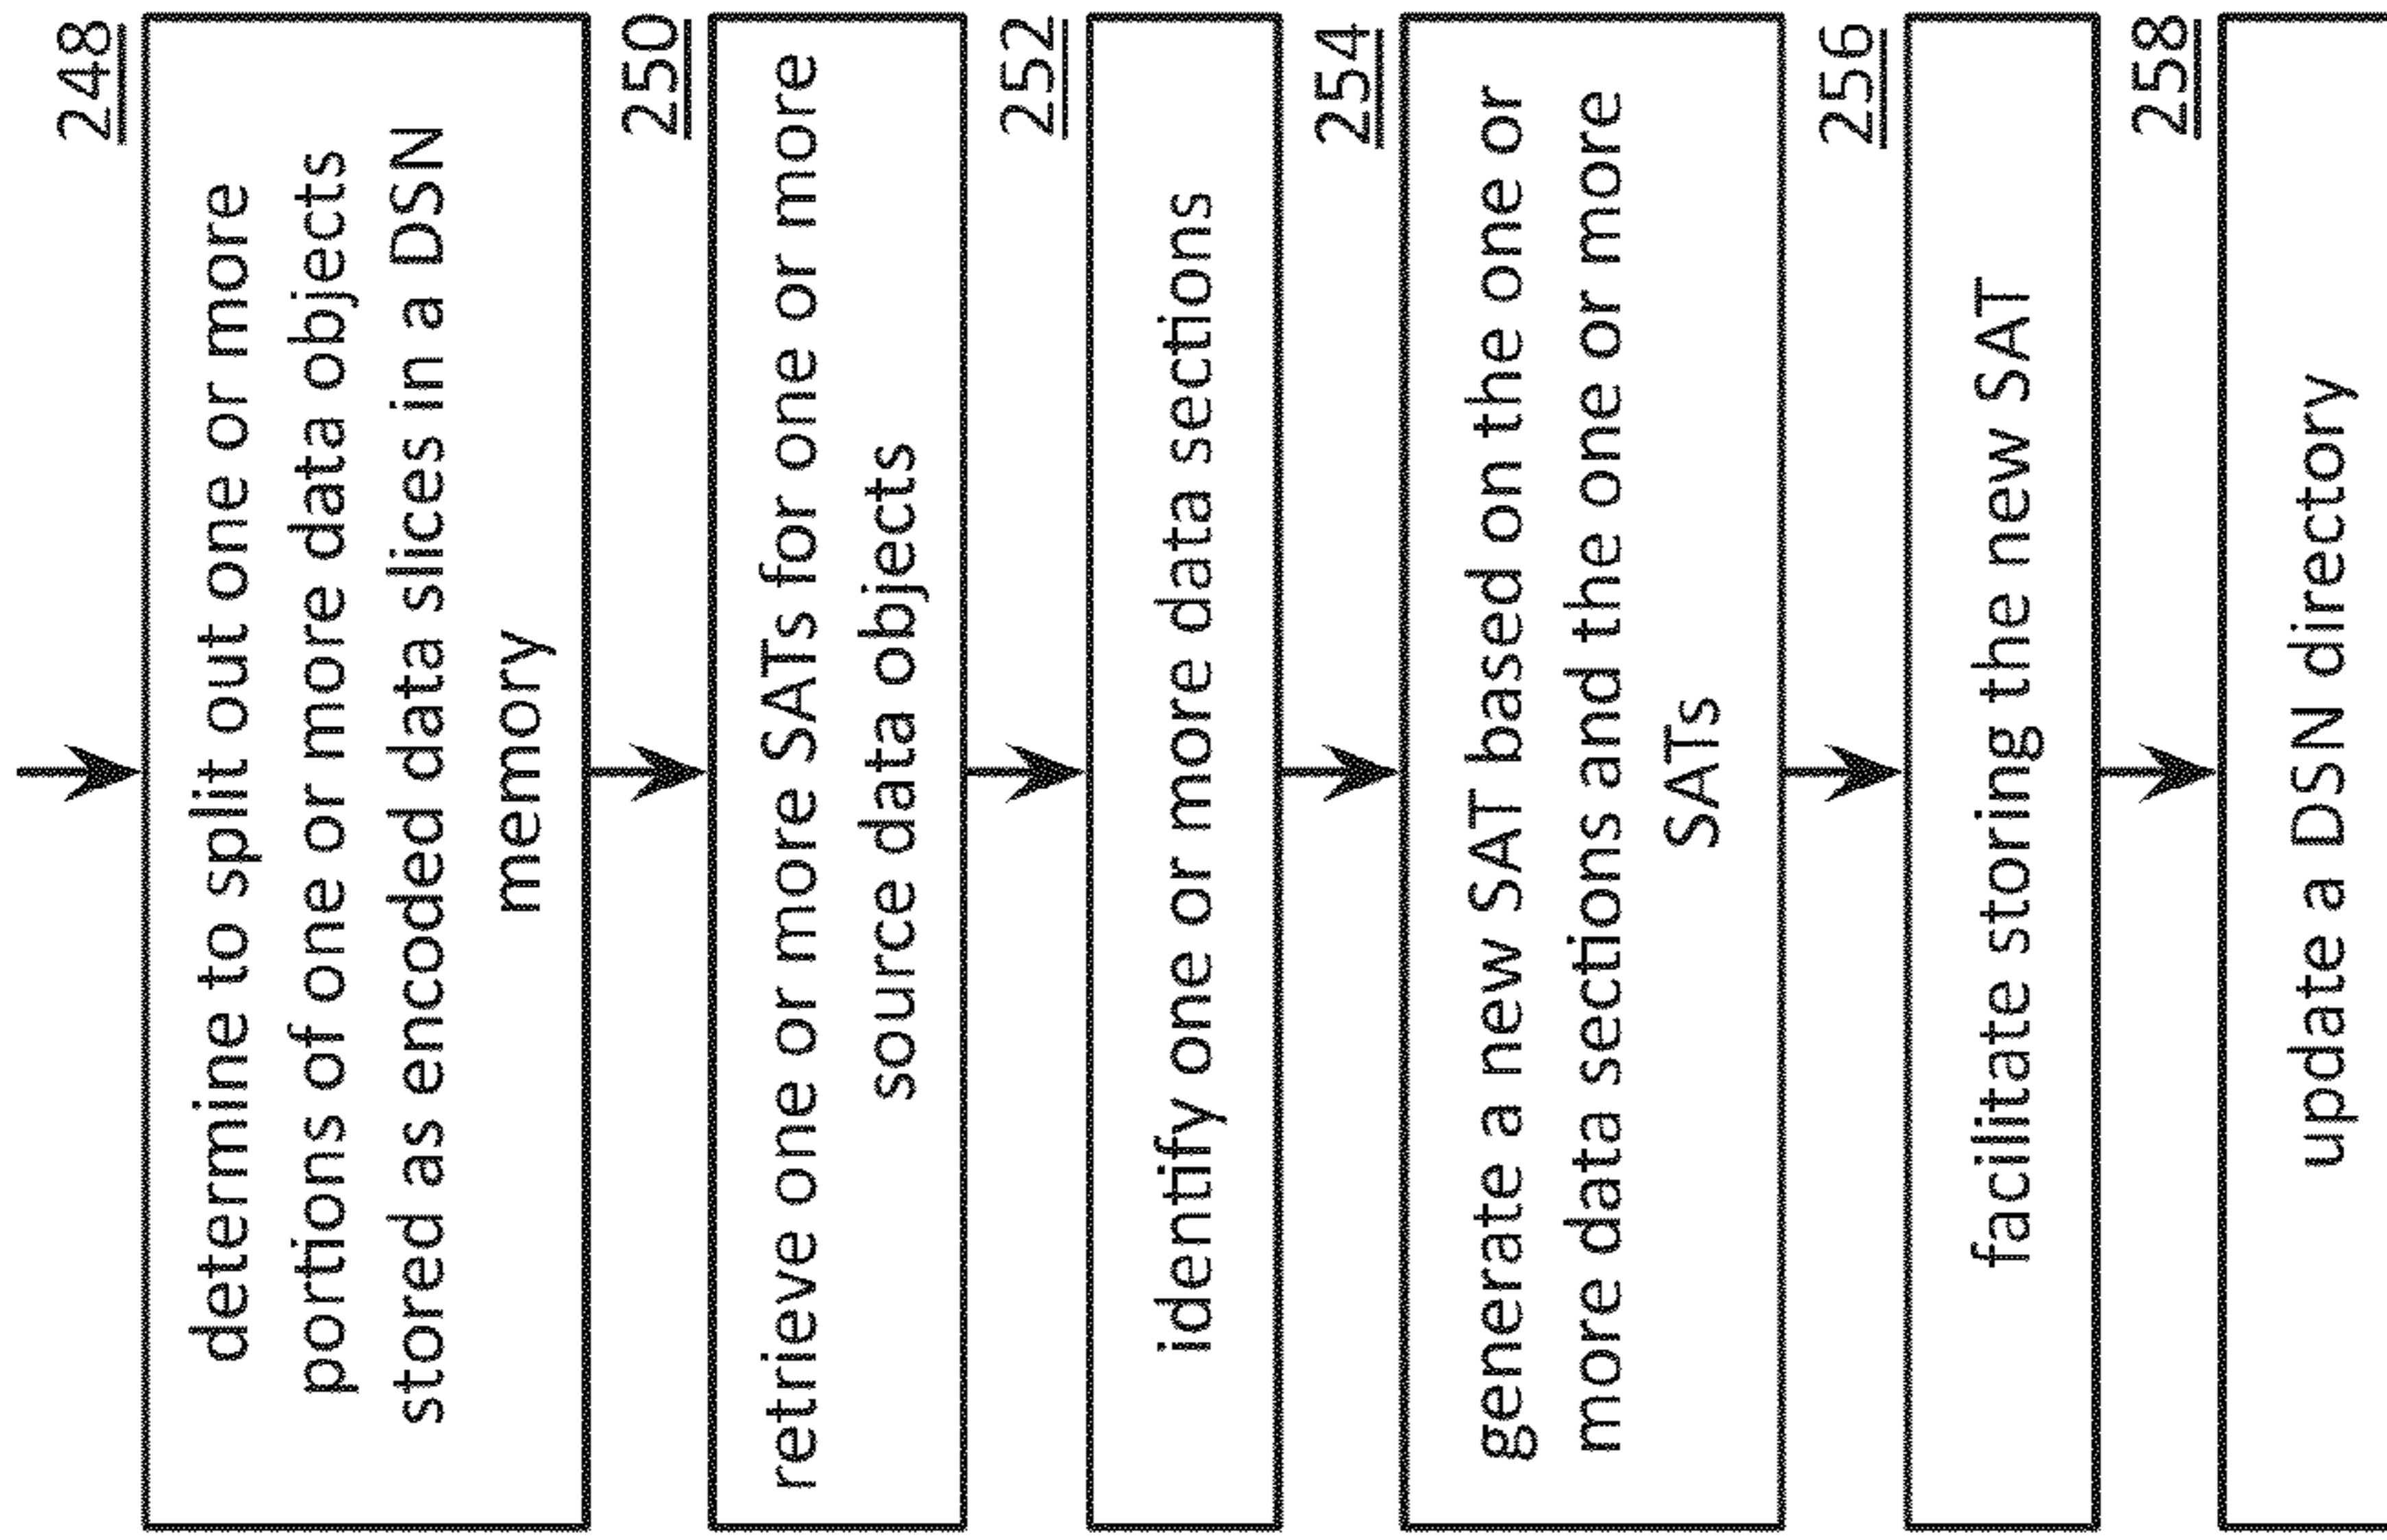 248
determine to split out one or more
portions of one or more data objects
stored as encoded data slices in a DSN
memory
250
retrieve one or more SATs for one or more
source data objects
252
identify one or more data sections
254
generate a new SAT based on the one or
more data sections and the one or more
SATs
256
facilitate storing the new SAT
258
update a DSN directory